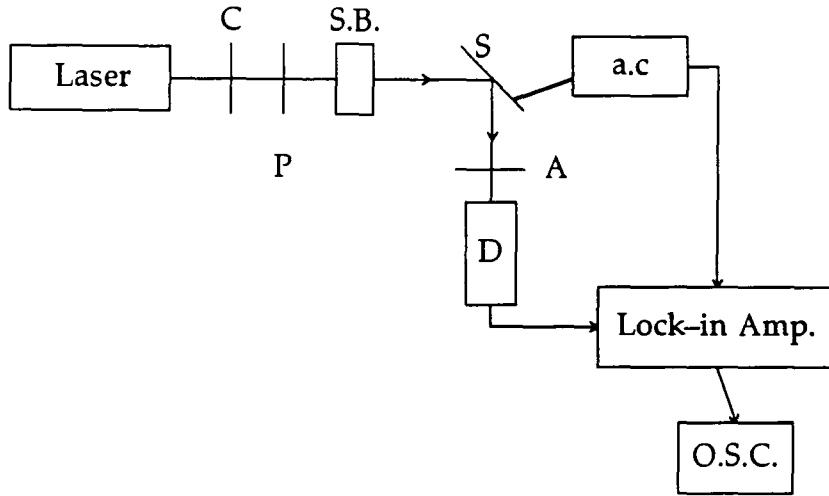 C
S.B.
S
Laser
a.c
P
A
D
Lock–in Amp.
O.S.C.